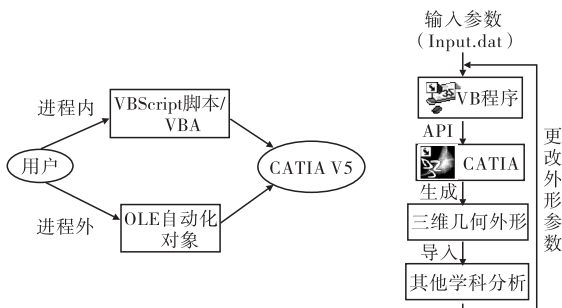 进程内
VBScript脚本/
VBA
用户
CATIA V5
进程外
OLE自动化
对象
输入参数
(Input.dat)
VB程序
API
CATIA
生成
三维几何外形
导入
其他学科分析
更改外形参数